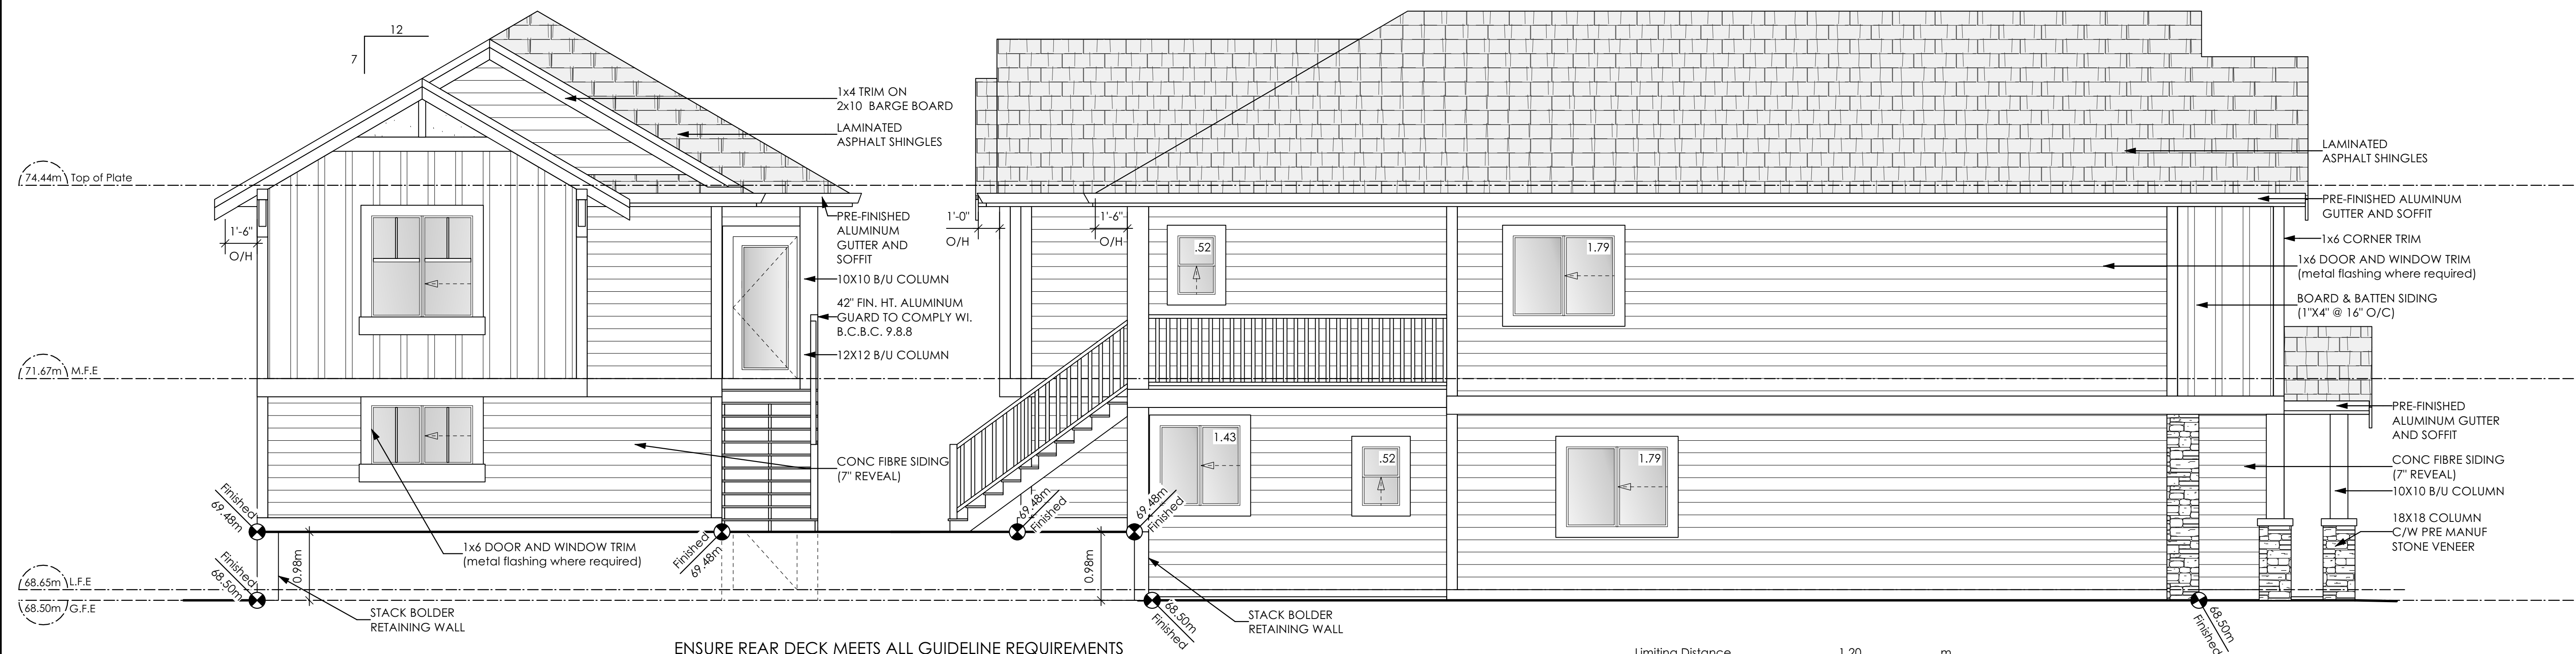 12
7
1x4 TRIM ON
2x10 BARGE BOARD
LAMINATED
ASPHALT SHINGLES
74.44m Top of Plate
PRE-FINISHED
ALUMINUM
GUTTER AND
SOFFIT
1'-6"
O/H
10X10 B/U COLUMN
42" FIN. HT. ALUMINUM
GUARD TO COMPLY WI.
B.C.B.C. 9.8.8
12X12 B/U COLUMN
71.67m M.F.E
CONC FIBRE SIDING
(7" REVEAL)
Finished
69.48m
Finished
68.50m
0.98m
1x6 DOOR AND WINDOW TRIM
(metal flashing where required)
Finished
69.48m
68.65m L.F.E
68.50m G.F.E
STACK BOLDER
RETAINING WALL
1'-0"
O/H
1'-6"
O/H
.52
1.79
1.43
.52
1.79
69.48m
Finished
69.48m
Finished
0.98m
68.50m
Finished
STACK BOLDER
RETAINING WALL
LAMINATED
ASPHALT SHINGLES
PRE-FINISHED ALUMINUM
GUTTER AND SOFFIT
1x6 CORNER TRIM
1x6 DOOR AND WINDOW TRIM
(metal flashing where required)
BOARD & BATTEN SIDING
(1"X4" @ 16" O/C)
PRE-FINISHED
ALUMINUM GUTTER
AND SOFFIT
CONC FIBRE SIDING
(7" REVEAL)
10X10 B/U COLUMN
18X18 COLUMN
C/W PRE MANUF
STONE VENEER
68.50m
Finished
ENSURE REAR DECK MEETS ALL GUIDELINE REQUIREMENTS
Limiting Distance 1.20 m